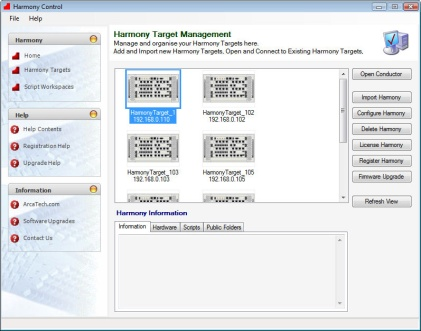 Harmony Control
File Help
Harmony
Home
Harmony Targets
Script Workspaces
Help
Help Contents
Registration Help
Upgrade Help
Information
ArcaTech.com
Software Upgrades
Contact Us
Harmony Target Management
Manage and organise your Harmony Targets here.
Add and Import new Harmony Targets, Open and Connect to Existing Harmony Targets.
HarmonyTarget_1
192.168.0.110
HarmonyTarget_102
192.168.0.102
HarmonyTarget_103
192.168.0.103
HarmonyTarget_105
192.168.0.105
Open Conductor
Import Harmony
Configure Harmony
Delete Harmony
License Harmony
Register Harmony
Firmware Upgrade
Refresh View
Harmony Information
Information Hardware Scripts Public Folders